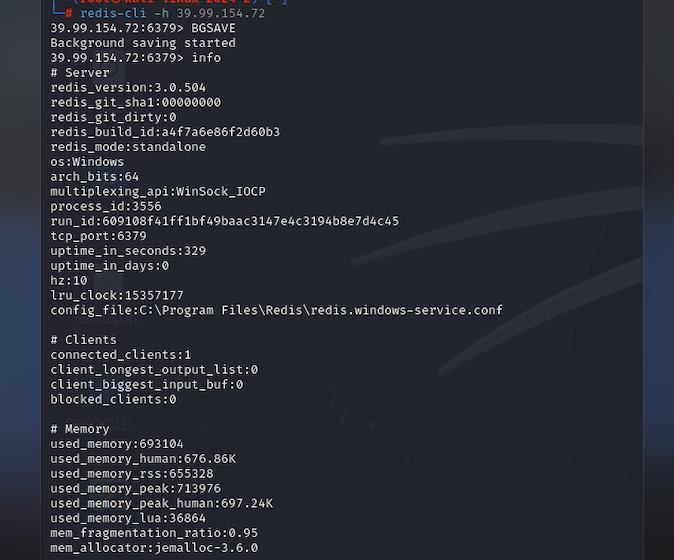 └─# redis-cli -h 39.99.154.72
39.99.154.72:6379> BGSAVE
Background saving started
39.99.154.72:6379> info
# Server
redis_version:3.0.504
redis_git_sha1:00000000
redis_git_dirty:0
redis_build_id:a4f7a6e86f2d60b3
redis_mode:standalone
os:Windows
arch_bits:64
multiplexing_api:WinSock_IOCP
process_id:3556
run_id:609108f41ff1bf49baac3147e4c3194b8e7d4c45
tcp_port:6379
uptime_in_seconds:329
uptime_in_days:0
hz:10
lru_clock:15357177
config_file:C:\Program Files\Redis\redis.windows-service.conf

# Clients
connected_clients:1
client_longest_output_list:0
client_biggest_input_buf:0
blocked_clients:0

# Memory
used_memory:693104
used_memory_human:676.86K
used_memory_rss:655328
used_memory_peak:713976
used_memory_peak_human:697.24K
used_memory_lua:36864
mem_fragmentation_ratio:0.95
mem_allocator:jemalloc-3.6.0